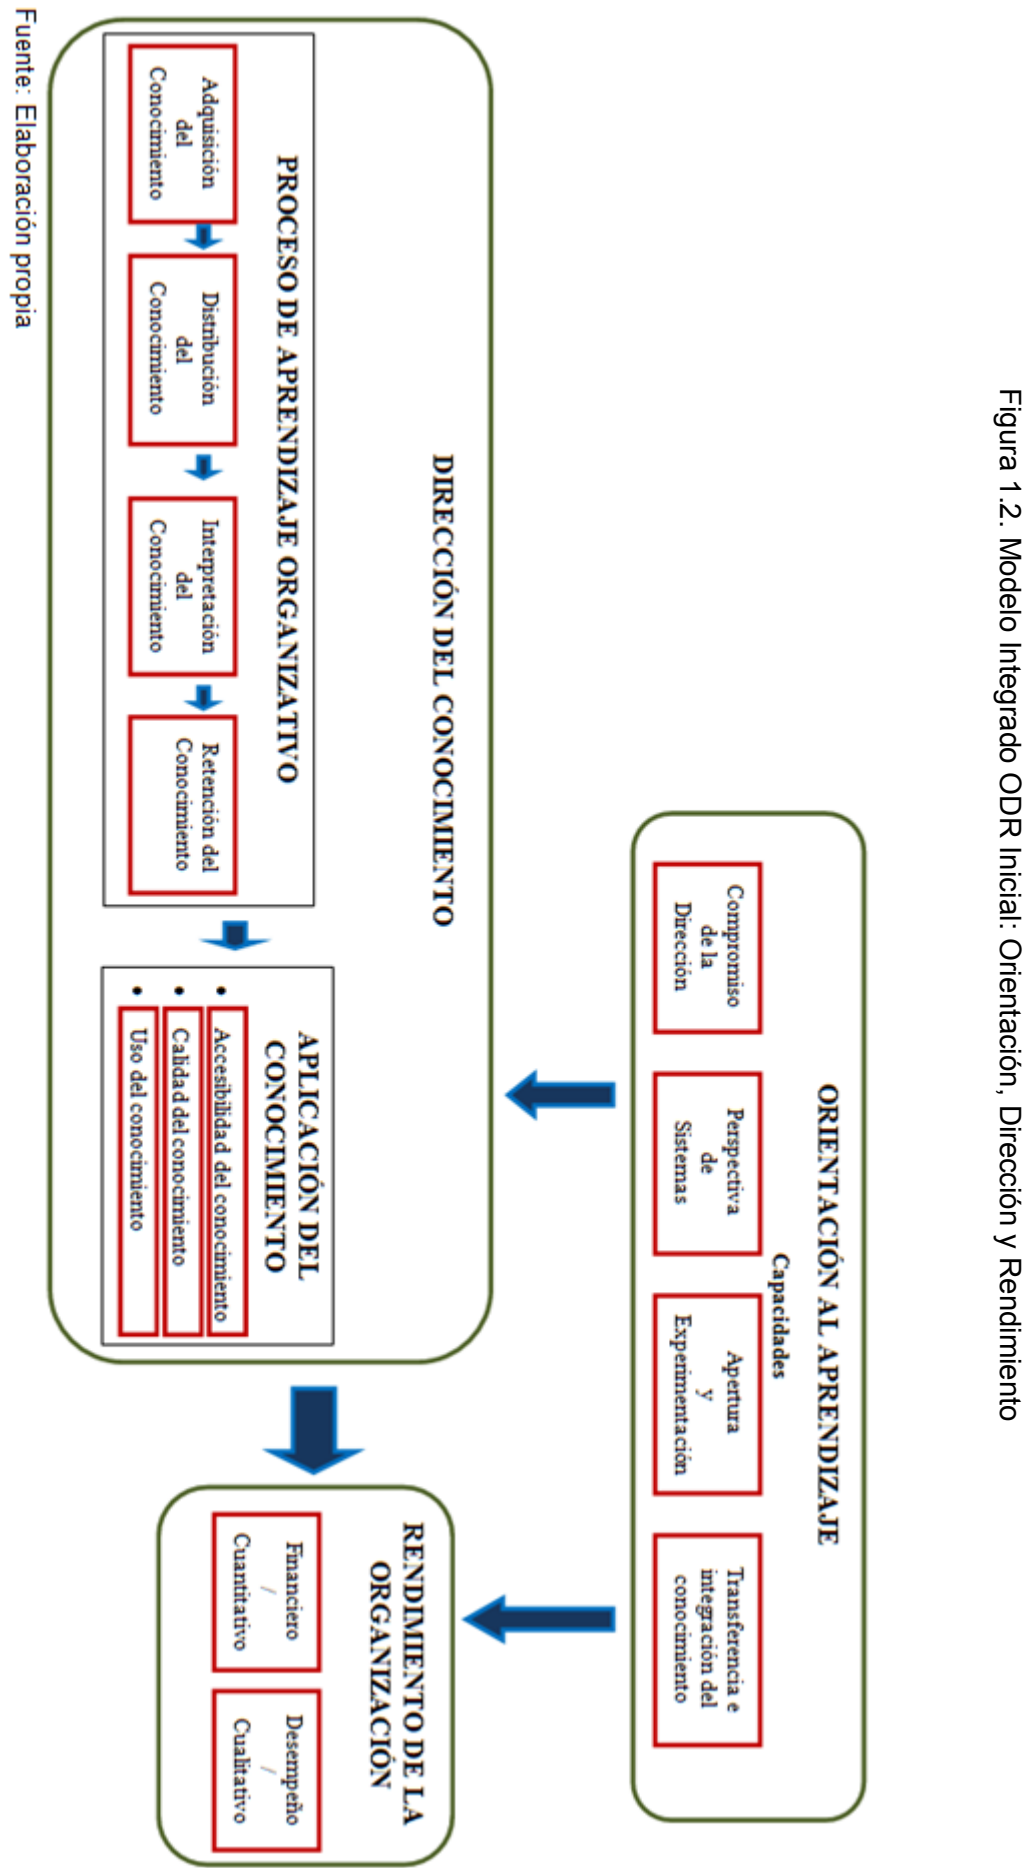 Figura 1.2. Modelo Integrado ODR Inicial: Orientación, Dirección y Rendimiento
ORIENTACIÓN AL APRENDIZAJE
Capacidades
Compromiso
de la
Dirección
Perspectiva
de
Sistemas
Apertura
y
Experimentación
Transferencia e
integración del
conocimiento
DIRECCIÓN DEL CONOCIMIENTO
PROCESO DE APRENDIZAJE ORGANIZATIVO
Adquisición
del
Conocimiento
Distribución
del
Conocimiento
Interpretación
del
Conocimiento
Retención del
Conocimiento
APLICACIÓN DEL
CONOCIMIENTO
• Accesibilidad del conocimiento
• Calidad del conocimiento
• Uso del conocimiento
RENDIMIENTO DE LA
ORGANIZACIÓN
Financiero
/
Cuantitativo
Desempeño
/
Cualitativo
Fuente: Elaboración propia